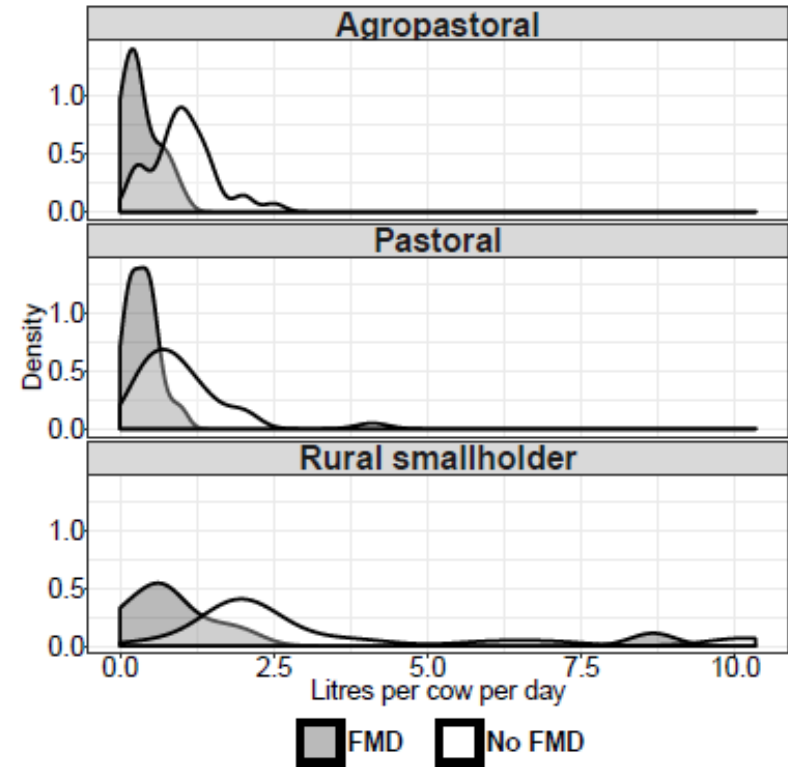 Agropastoral
1.0
0.5
0.0
Pastoral
Density
1.0
0.5
0.0
Rural smallholder
1.0
0.5
0.0
0.0 2.5 5.0 7.5 10.0
Litres per cow per day
FMD No FMD